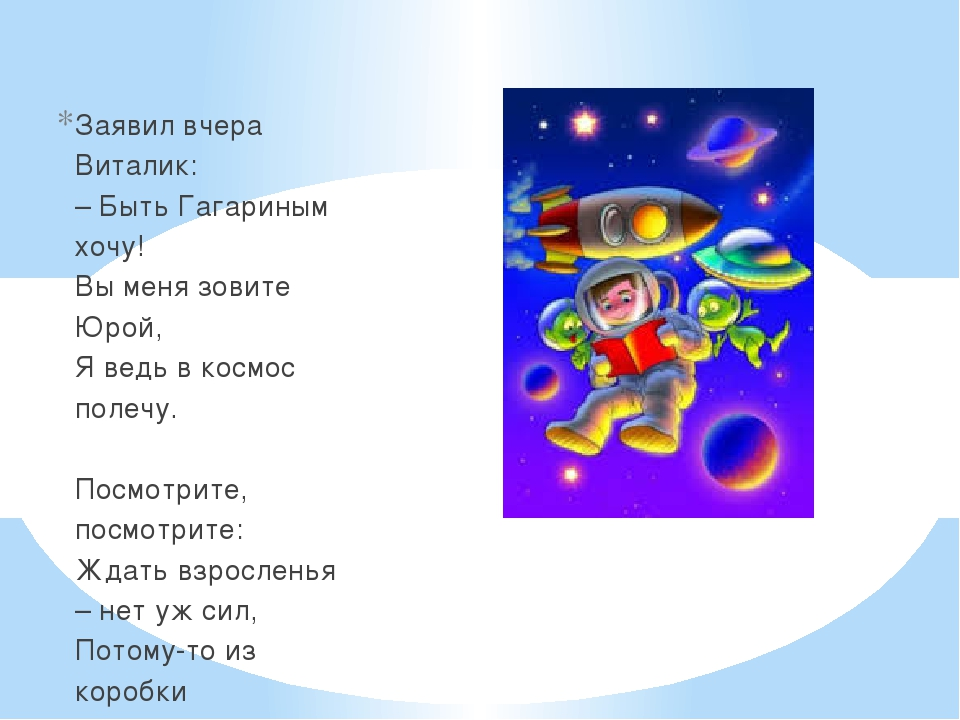 * Заявил вчера
Виталик:
– Быть Гагариным
хочу!
Вы меня зовите
Юрой,
Я ведь в космос
полечу.

Посмотрите,
посмотрите:
Ждать взросленья
– нет уж сил,
Потому-то из
коробки